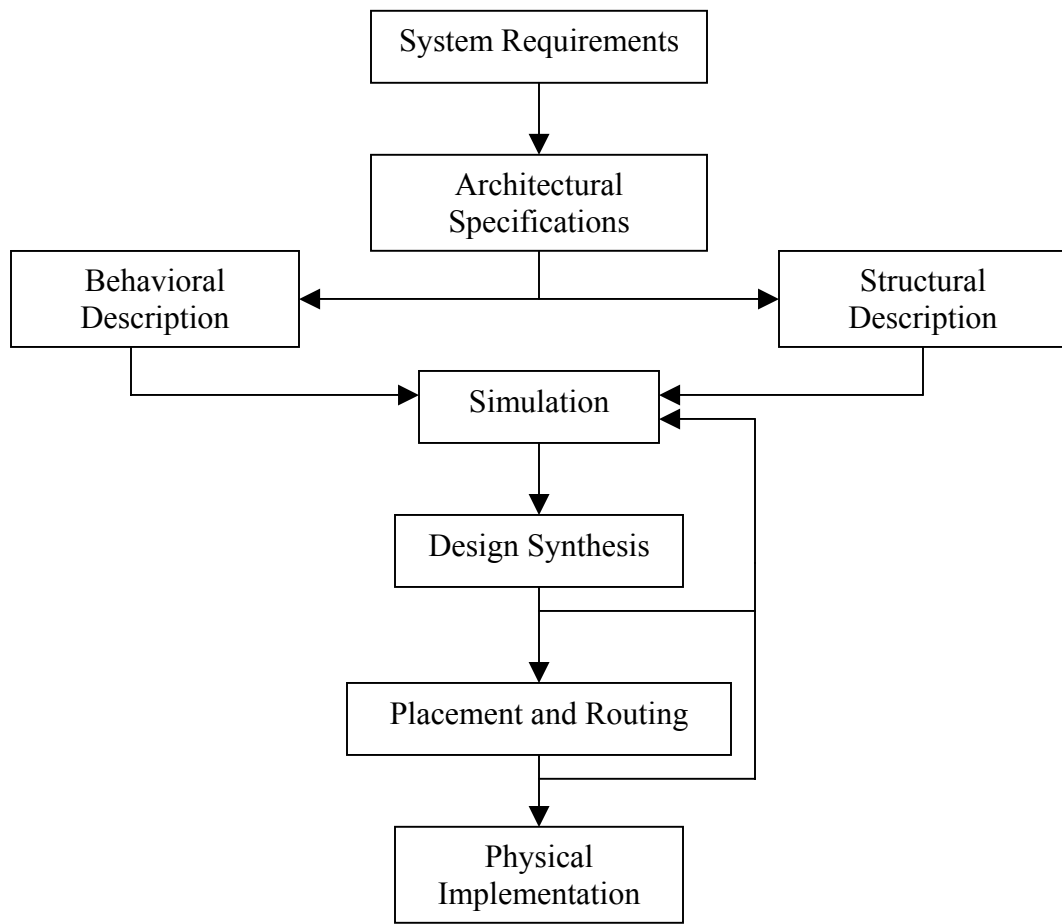 System Requirements
Architectural
Specifications
Behavioral
Description
Structural
Description
Simulation
Design Synthesis
Placement and Routing
Physical
Implementation